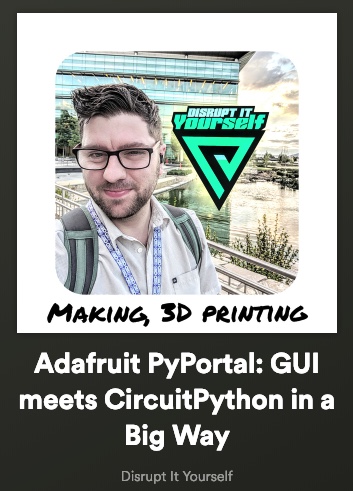 DISRUPT IT
Yourself
MAKING, 3D PRINTING
Adafruit PyPortal: GUI
meets CircuitPython in a
Big Way
Disrupt It Yourself